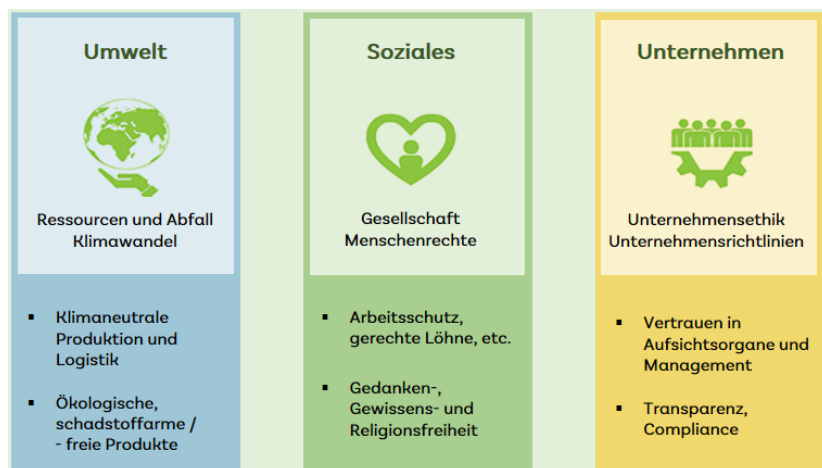 Umwelt
Ressourcen und Abfall
Klimawandel
▪ Klimaneutrale
Produktion und
Logistik
▪ Ökologische,
schadstoffarme /
- freie Produkte
Soziales
Gesellschaft
Menschenrechte
▪ Arbeitsschutz,
gerechte Löhne, etc.
▪ Gedanken-,
Gewissens- und
Religionsfreiheit
Unternehmen
Unternehmensethik
Unternehmensrichtlinien
▪ Vertrauen in
Aufsichtsorgane und
Management
▪ Transparenz,
Compliance